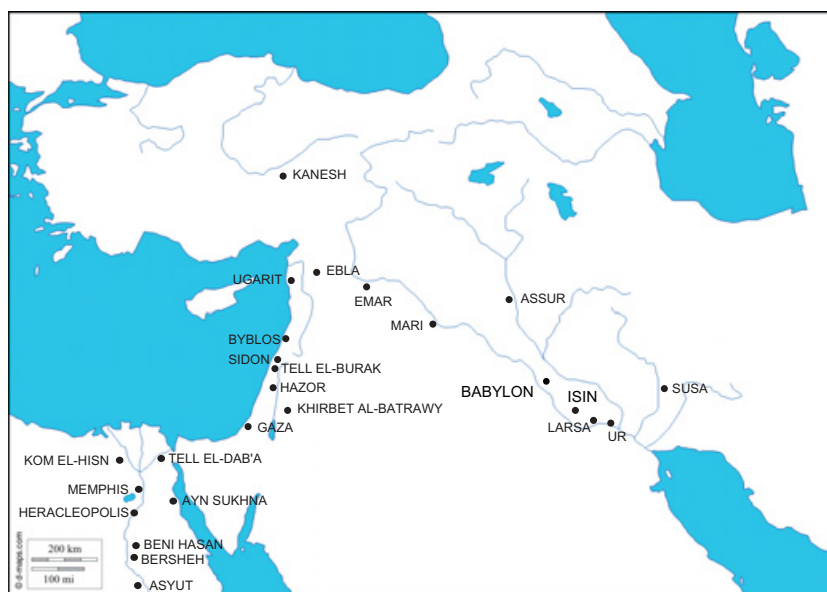 KANESH
EBLA
UGARIT
EMAR
ASSUR
MARI
BYBLOS
SIDON
TELL EL-BURAK
HAZOR
BABYLON
ISIN
SUSA
KHIRBET AL-BATRAWY
LARSA
UR
GAZA
KOM EL-HISN
TELL EL-DAB'A
MEMPHIS
AYN SUKHNA
HERACLEOPOLIS
BENI HASAN
BERSHEH
ASYUT
200 km
100 mi
© d-maps.com